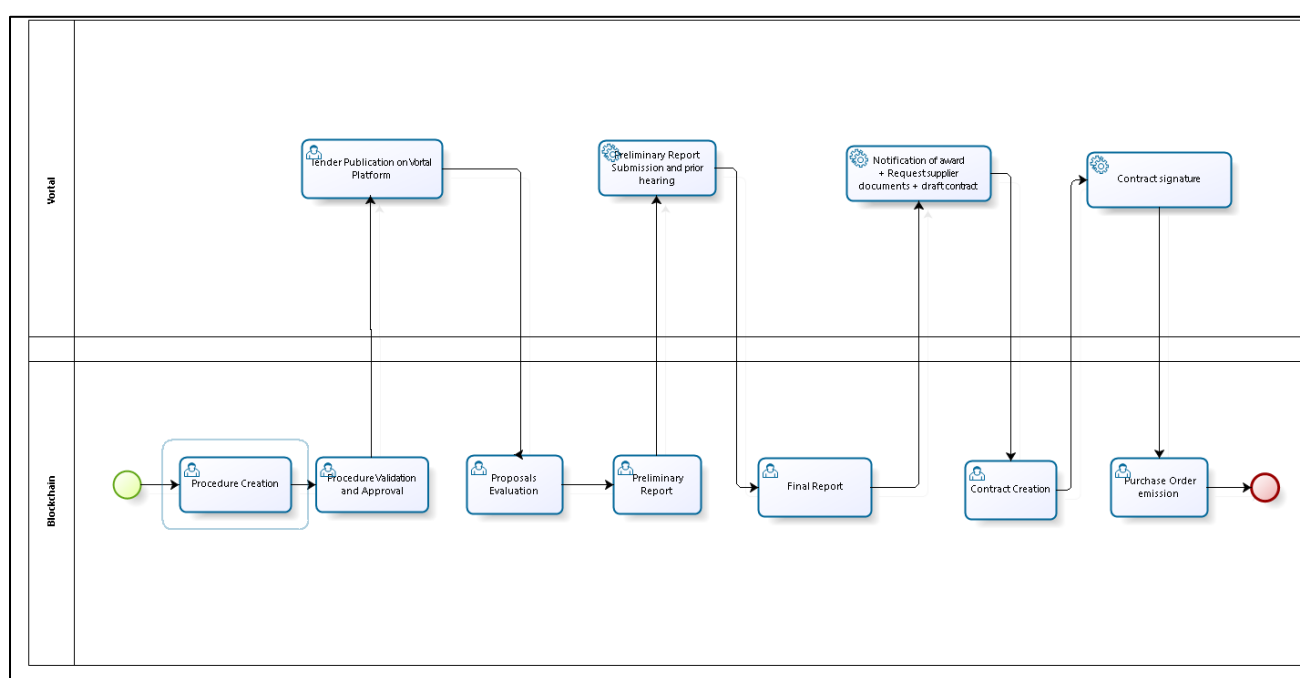 Vortal
Tender Publication on Vortal
Platform
Preliminary Report
Submission and prior
hearing
Notification of award
+ Request supplier
documents + draft contract
Contract signature
Blockchain
Procedure Creation
Procedure Validation
and Approval
Proposals
Evaluation
Preliminary
Report
Final Report
Contract Creation
Purchase Order
emission